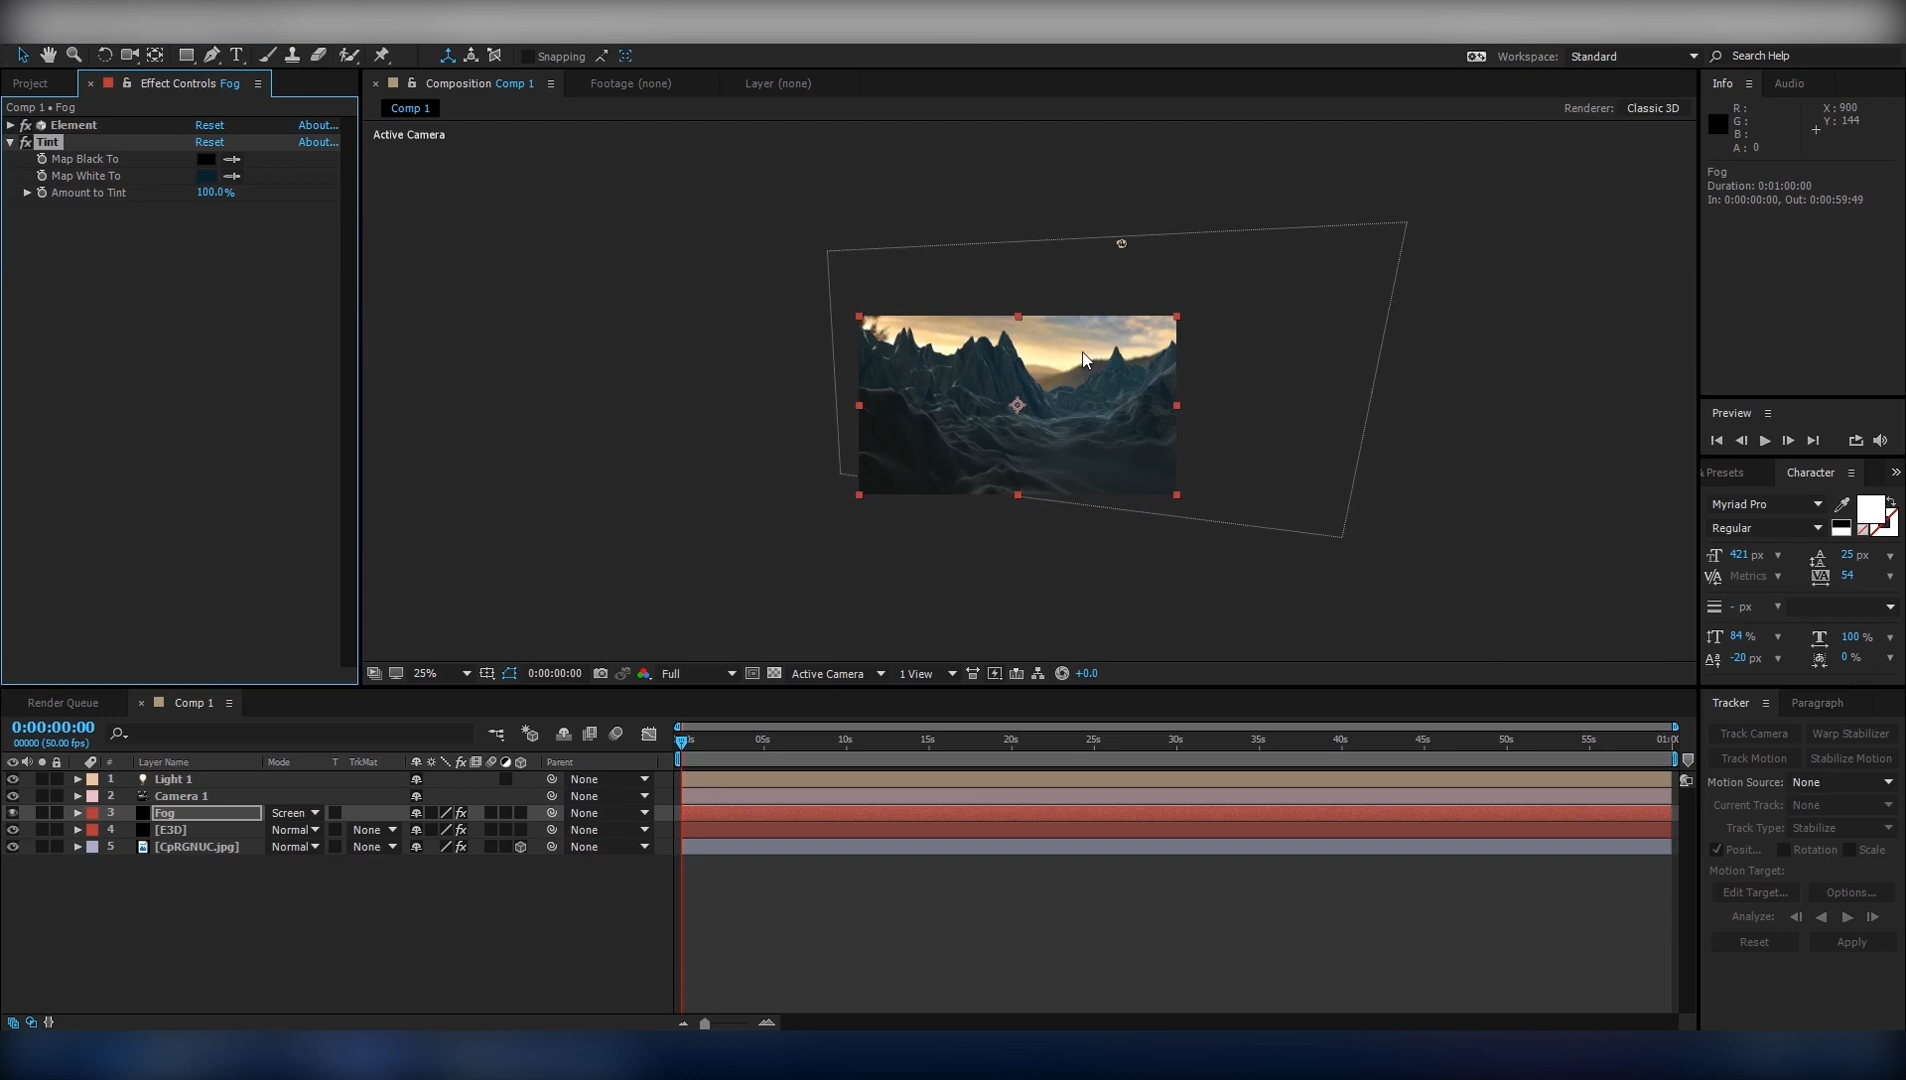 Snapping
Workspace: Standard
Search Help
Project
Effect Controls Fog
Composition Comp 1
Footage (none)
Layer (none)
Info
Audio
Comp 1 • Fog
Comp 1
Renderer: Classic 3D
Element Reset About...
Tint Reset About...
Map Black To
Map White To
Amount to Tint 100.0%
Active Camera
R :
G :
B :
A : 0
X : 900
Y : 144
Fog
Duration: 0:01:00:00
In: 0:00:00:00, Out: 0:00:59:49
Preview
& Presets
Character
Myriad Pro
Regular
421 px
25 px
Metrics
54
- px
84 %
100 %
-20 px
0 %
25%
0:00:00:00
Full
Active Camera
1 View
+0.0
Render Queue
Comp 1
Tracker
Paragraph
0:00:00:00
00000 (50.00 fps)
05s 10s 15s 20s 25s 30s 35s 40s 45s 50s 55s 01:00
# Layer Name Mode T TrkMat Parent
1 Light 1 None
2 Camera 1 None
3 Fog Screen None
4 [E3D] Normal None None
5 [CpRGNUC.jpg] Normal None None
Track Camera Warp Stabilizer
Track Motion Stabilize Motion
Motion Source: None
Current Track: None
Track Type: Stabilize
Posit... Rotation Scale
Motion Target:
Edit Target... Options...
Analyze:
Reset Apply